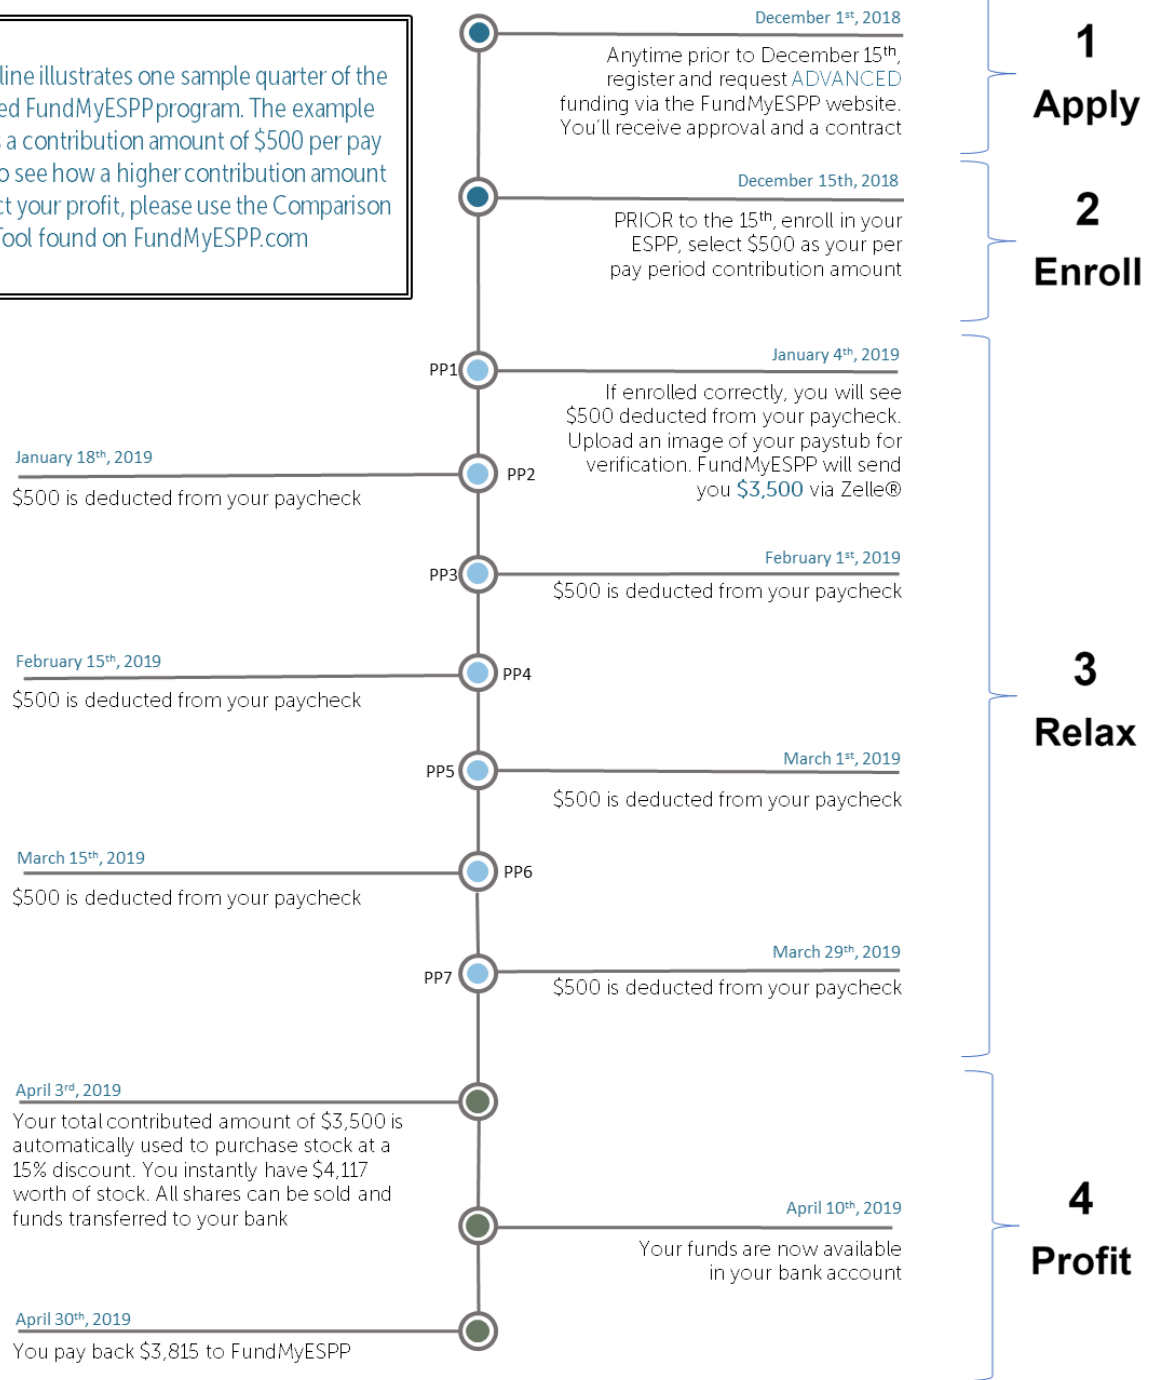 line illustrates one sample quarter of the
ed FundMyESPP program. The example
a contribution amount of $500 per pay
o see how a higher contribution amount
ct your profit, please use the Comparison
Tool found on FundMyESPP.com
December 1st, 2018
Anytime prior to December 15th,
register and request ADVANCED
funding via the FundMyESPP website.
You'll receive approval and a contract
1
Apply
December 15th, 2018
PRIOR to the 15th, enroll in your
ESPP, select $500 as your per
pay period contribution amount
2
Enroll
PP1
January 4th, 2019
If enrolled correctly, you will see
$500 deducted from your paycheck.
Upload an image of your paystub for
verification. FundMyESPP will send
you $3,500 via Zelle®
January 18th, 2019
PP2
$500 is deducted from your paycheck
PP3
February 1st, 2019
$500 is deducted from your paycheck
February 15th, 2019
PP4
$500 is deducted from your paycheck
3
Relax
PP5
March 1st, 2019
$500 is deducted from your paycheck
March 15th, 2019
PP6
$500 is deducted from your paycheck
PP7
March 29th, 2019
$500 is deducted from your paycheck
April 3rd, 2019
Your total contributed amount of $3,500 is
automatically used to purchase stock at a
15% discount. You instantly have $4,117
worth of stock. All shares can be sold and
funds transferred to your bank
April 10th, 2019
Your funds are now available
in your bank account
4
Profit
April 30th, 2019
You pay back $3,815 to FundMyESPP